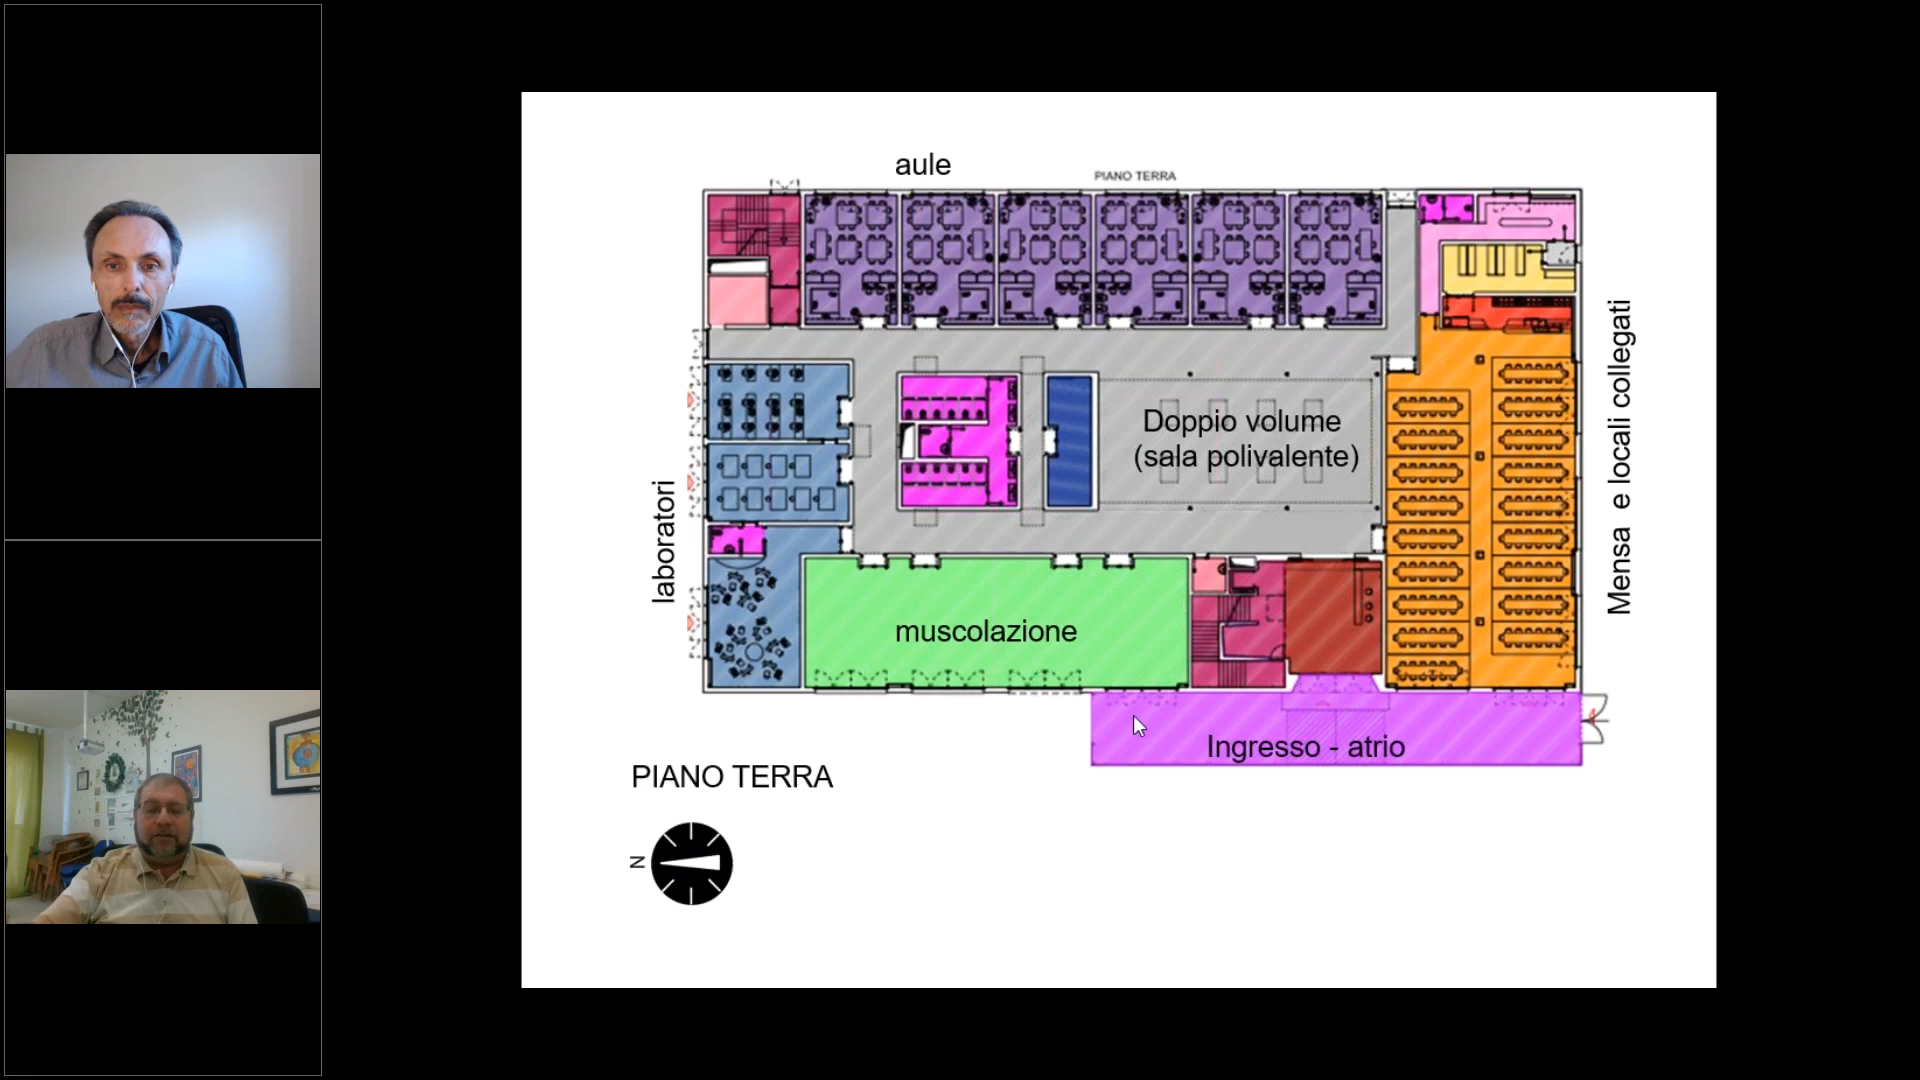 aule
PIANO TERRA
Doppio volume
(sala polivalente)
Mensa e locali collegati
laboratori
muscolazione
Ingresso - atrio
PIANO TERRA
N